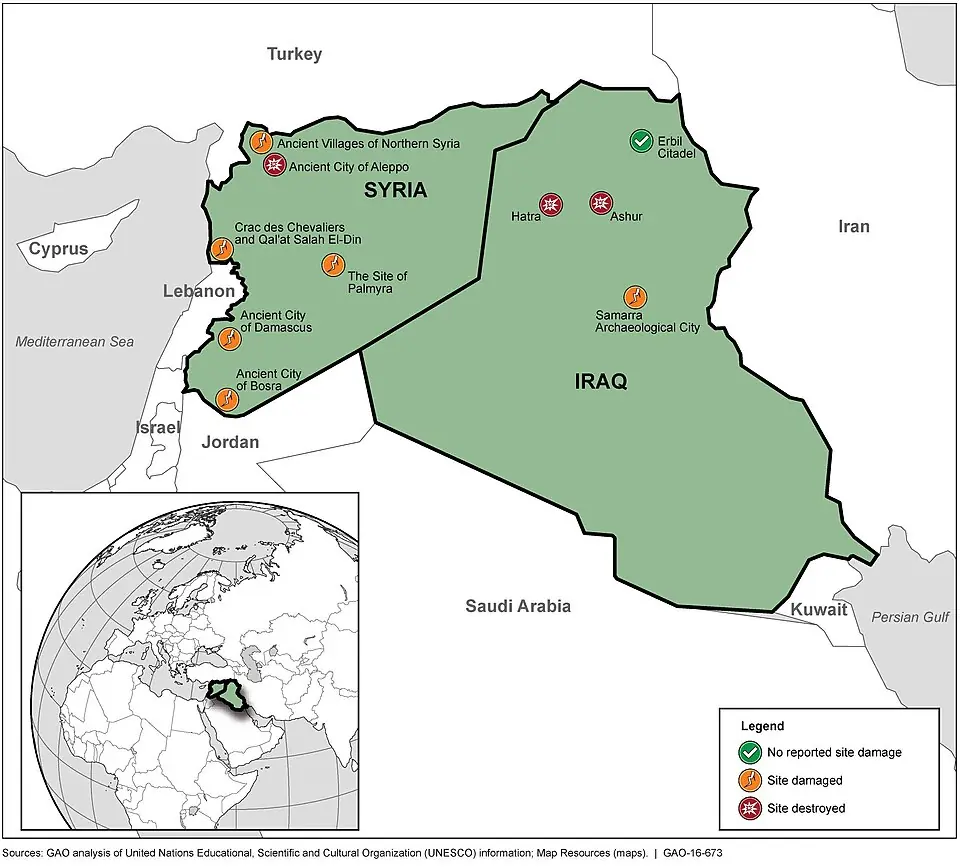 Turkey
Ancient Villages of Northern Syria
Ancient City of Aleppo
SYRIA
Erbil
Citadel
Hatra
Ashur
Iran
Crac des Chevaliers
and Qal'at Salah El-Din
Cyprus
The Site of
Palmyra
Lebanon
Ancient City
of Damascus
Samarra
Archaeological City
Mediterranean Sea
Ancient City
of Bosra
IRAQ
Israel
Jordan
Saudi Arabia
Kuwait
Persian Gulf
Legend
No reported site damage
Site damaged
Site destroyed
Sources: GAO analysis of United Nations Educational, Scientific and Cultural Organization (UNESCO) information; Map Resources (maps). | GAO-16-673